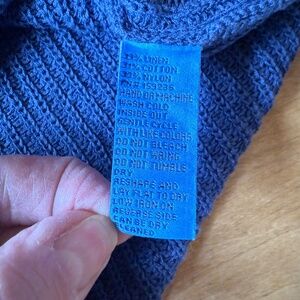 LINEN
COTTON
NYLON
HAND OR MACHINE
WASH COLD
INSIDE OUT
GENTLE CYCLE
WITH LIKE COLORS
DO NOT BLEACH
DO NOT WRING
DO NOT TUMBLE
DRY
RESHAPE AND
LAY FLAT TO DRY
LOW IRON ON
REVERSE SIDE
CAN BE DRY
CLEANED